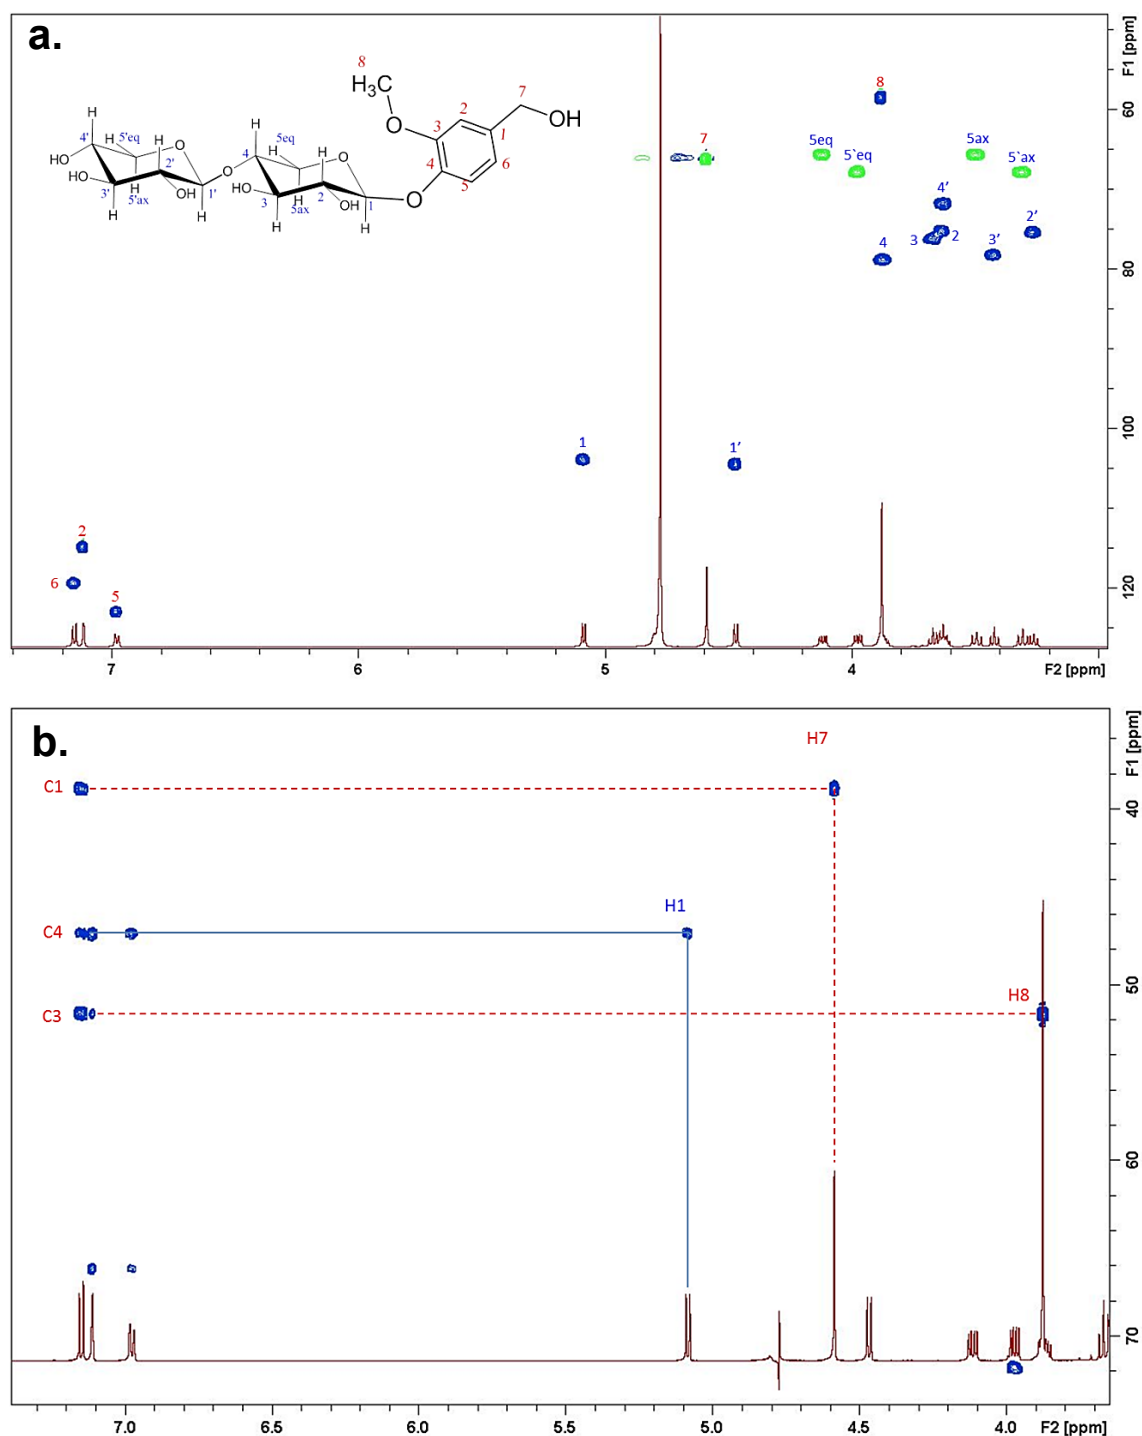 a.
8
H₃C
7
OH
O
2
3
1
4
6
5
O
H
4'
H
5'eq
O
H
HO
2'
HO
3'
H
5'ax
OH
1'
H
O
H
4
5eq
H
H
O
HO
3
H
5ax
H
2
OH
1
H
8
7
5eq
5`eq
5ax
5`ax
4'
3
2
2'
4
3'
1
1'
2
6
5
60
80
100
120
F1 [ppm]
7
6
5
4
F2 [ppm]
b.
H7
C1
H1
C4
H8
C3
40
50
60
70
F1 [ppm]
7.0
6.5
6.0
5.5
5.0
4.5
4.0
F2 [ppm]